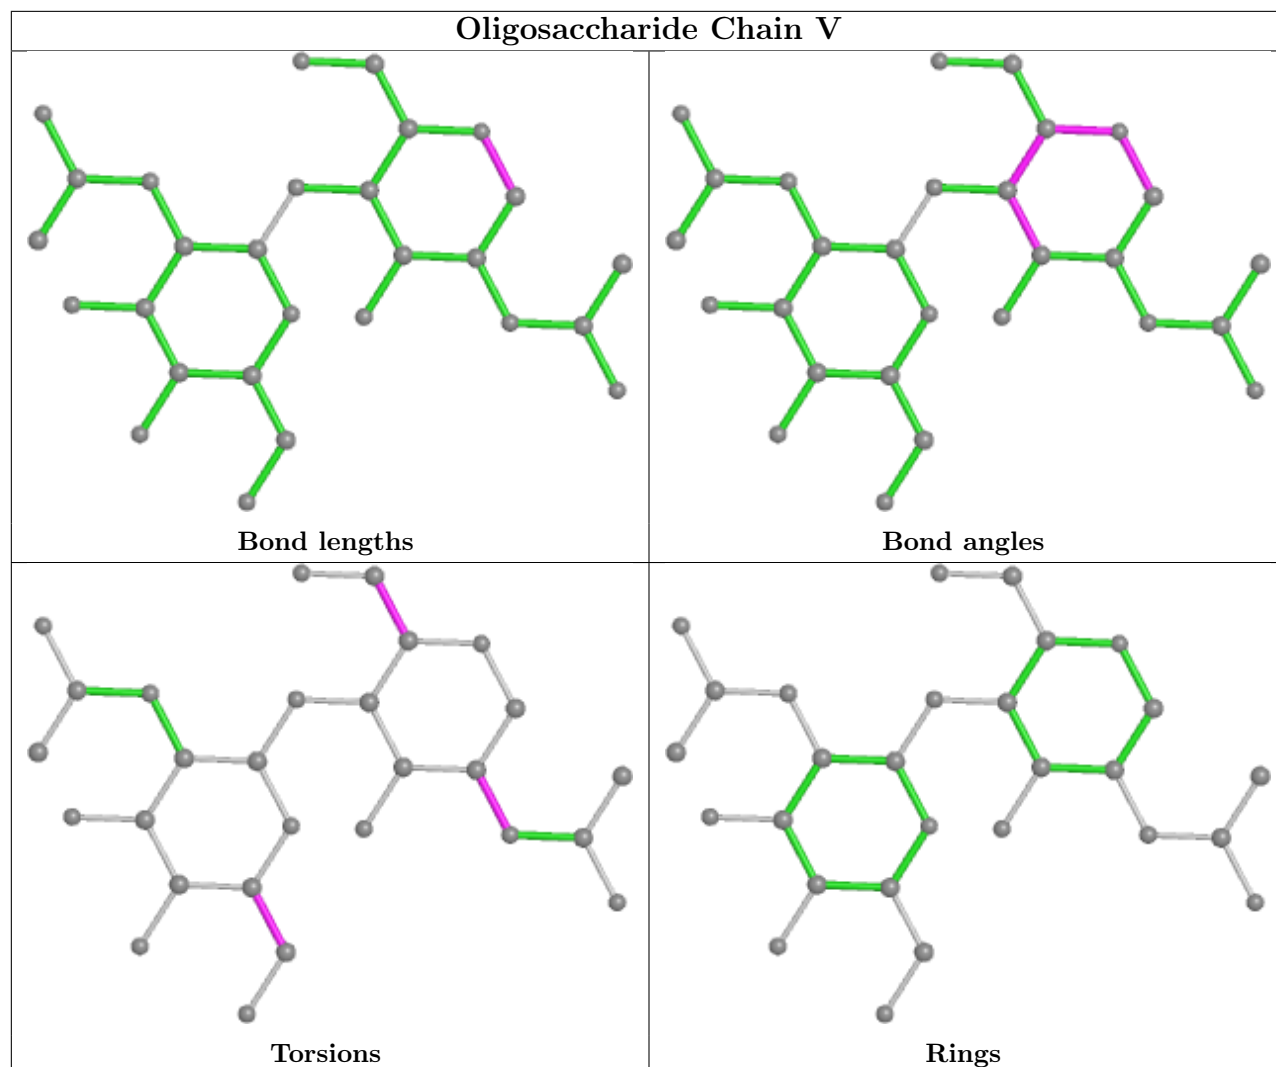 Oligosaccharide Chain V
Bond lengths
Bond angles
Torsions
Rings